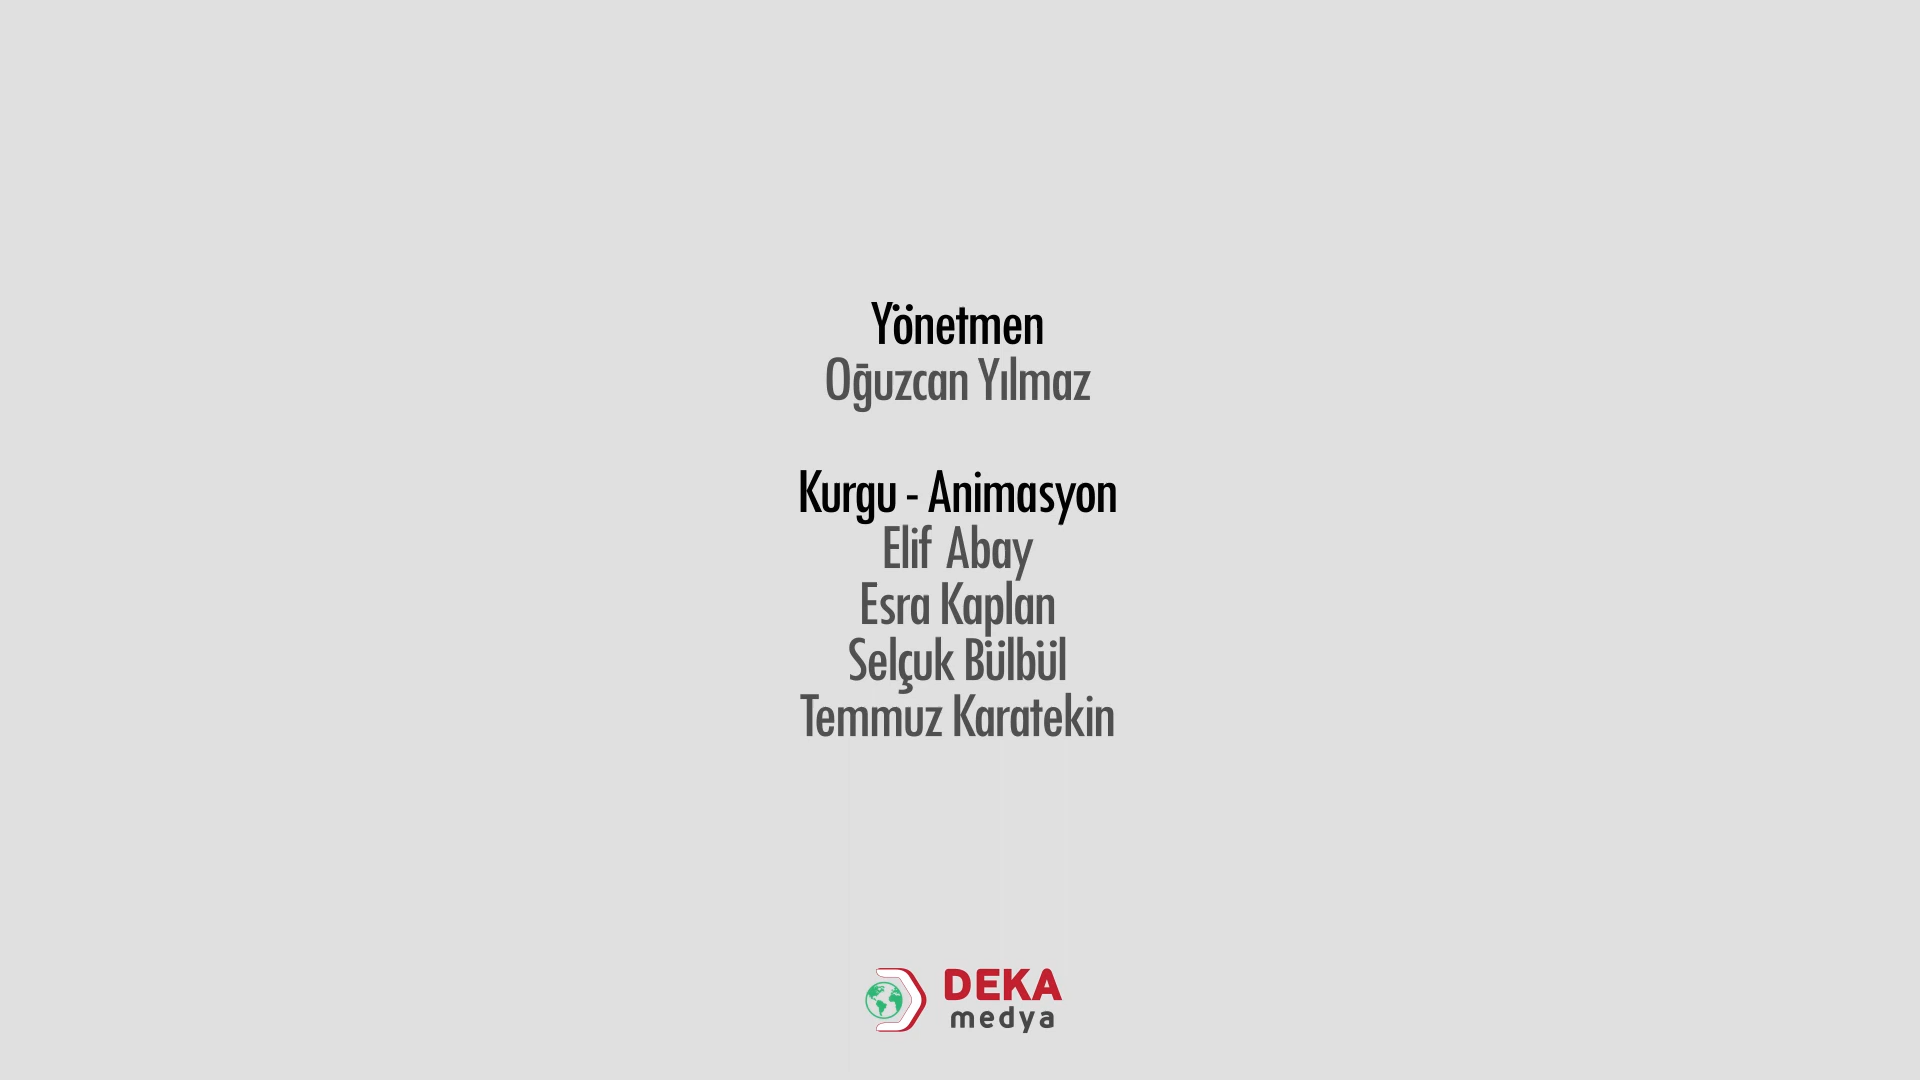 Yönetmen
Oğuzcan Yılmaz
Kurgu - Animasyon
Elif Abay
Esra Kaplan
Selçuk Bülbül
Temmuz Karatekin
DEKA
medya